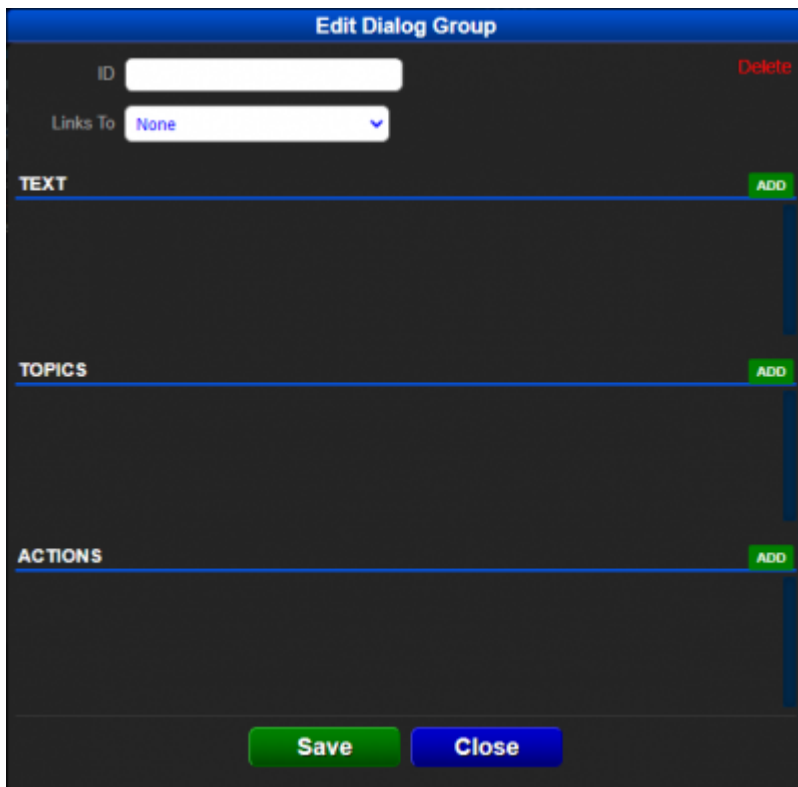 Edit Dialog Group
ID
Delete
Links To None
TEXT ADD
TOPICS ADD
ACTIONS ADD
Save Close